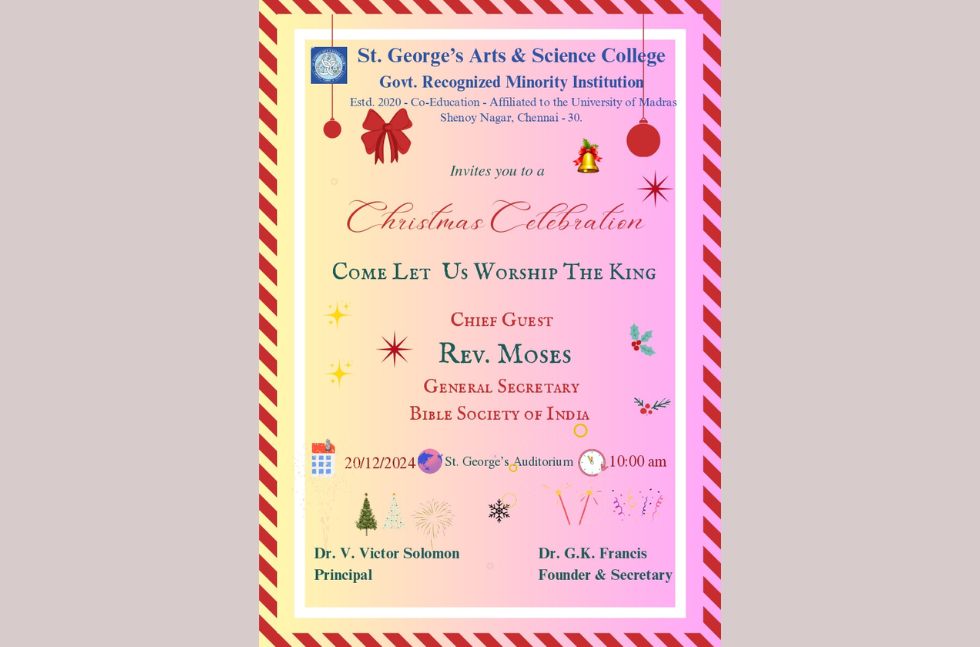 St. George's Arts & Science College
Govt. Recognized Minority Institution
Estd. 2020 - Co-Education - Affiliated to the University of Madras
Shenoy Nagar, Chennai - 30.
Invites you to a
Christmas Celebration
Come Let Us Worship The King
Chief Guest
Rev. Moses
General Secretary
Bible Society of India
20/12/2024 St. George's Auditorium 10:00 am
Dr. V. Victor Solomon Dr. G.K. Francis
Principal Founder & Secretary